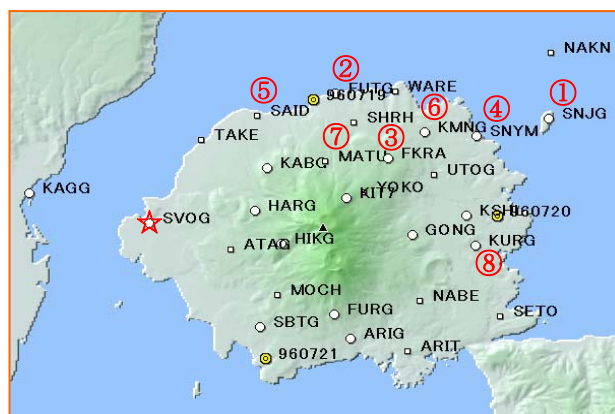 NAKN
②
⑤
FUTG
WARE
960719
①
SAID
SHRH
⑥
④
SNJG
KMNG
SNYM
TAKE
⑦
③
MATU
FKRA
KABG
UTOG
KAGG
YOKO
KIT7
HARG
KSHI
960720
SVOG
GONG
HIKG
ATAG
KURG
⑧
MOCH
NABE
FURG
SETO
SBTG
ARIG
ARIT
960721